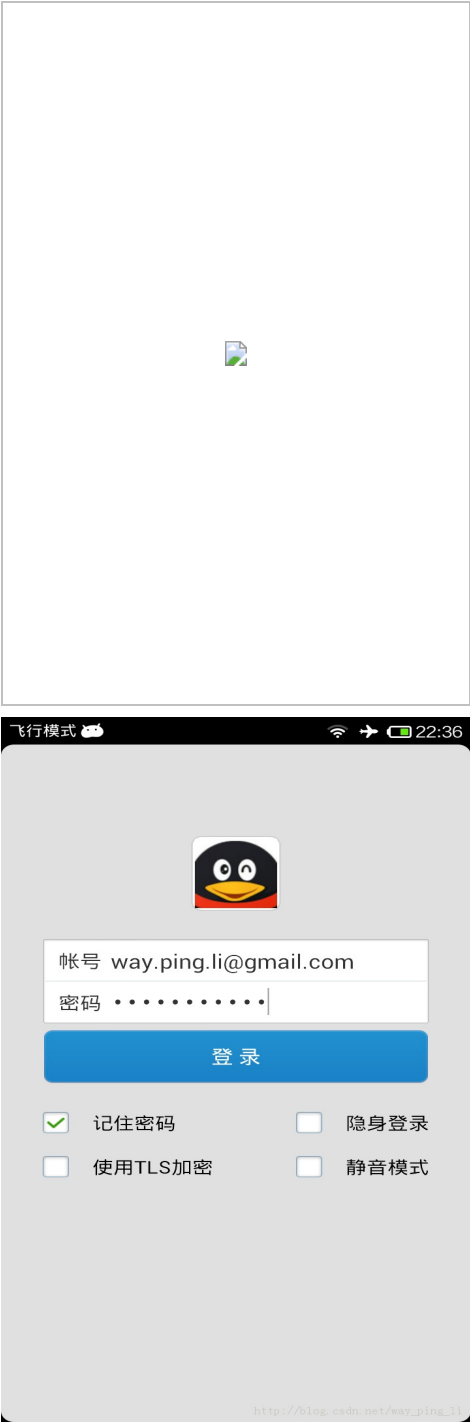 飞行模式 22:36
帐号 way.ping.li@gmail.com
密码 •••••••••••
登 录
记住密码 隐身登录
使用TLS加密 静音模式
http://blog.csdn.net/way_ping_li